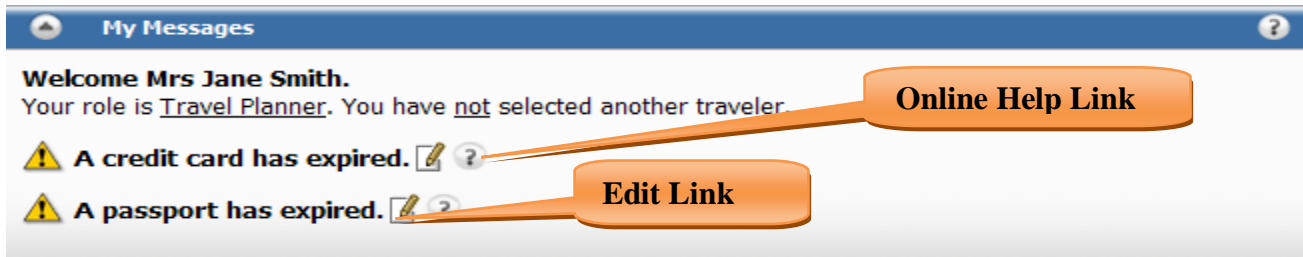 My Messages
Welcome Mrs Jane Smith.
Your role is Travel Planner. You have not selected another traveler.
Online Help Link
A credit card has expired.
Edit Link
A passport has expired.